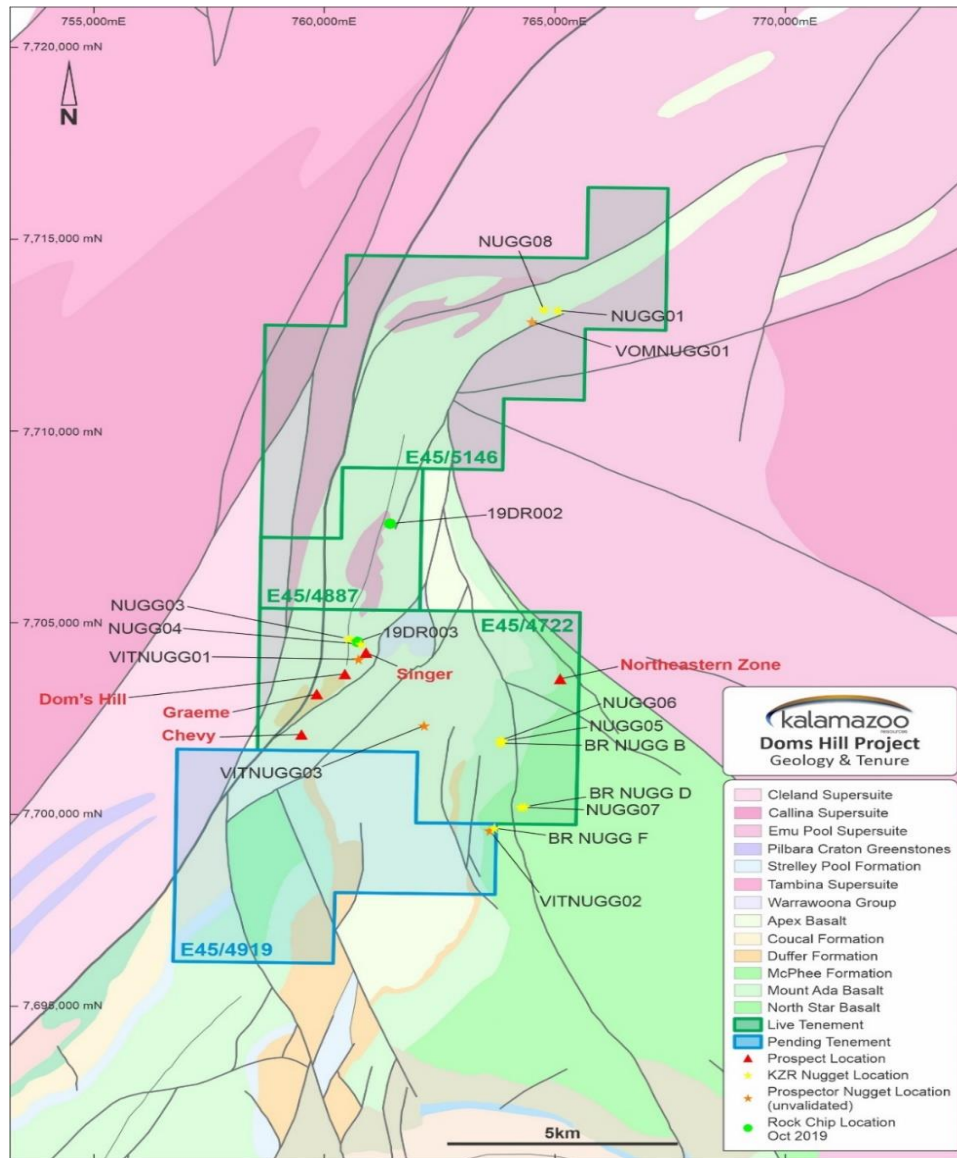 755,000mE 760,000mE 765,000mE 770,000mE
7,720,000 mN
N
7,715,000 mN
NUGG08
NUGG01
VOMNUGG01
7,710,000 mN
E45/5146
19DR002
E45/4887
NUGG03
7,705,000 mN
NUGG04
19DR003
E45/4722
VITNUGG01
Singer
Northeastern Zone
Dom's Hill
Graeme
NUGG06
Chevy
NUGG05
BR NUGG B
VITNUGG03
BR NUGG D
7,700,000 mN
NUGG07
BR NUGG F
VITNUGG02
E45/4919
7,695,000 mN
5km
kalamazoo
RESOURCES
Doms Hill Project
Geology & Tenure
Cleland Supersuite
Callina Supersuite
Emu Pool Supersuite
Pilbara Craton Greenstones
Strelley Pool Formation
Tambina Supersuite
Warrawoona Group
Apex Basalt
Coucal Formation
Duffer Formation
McPhee Formation
Mount Ada Basalt
North Star Basalt
Live Tenement
Pending Tenement
Prospect Location
KZR Nugget Location
Prospector Nugget Location
(unvalidated)
Rock Chip Location
Oct 2019